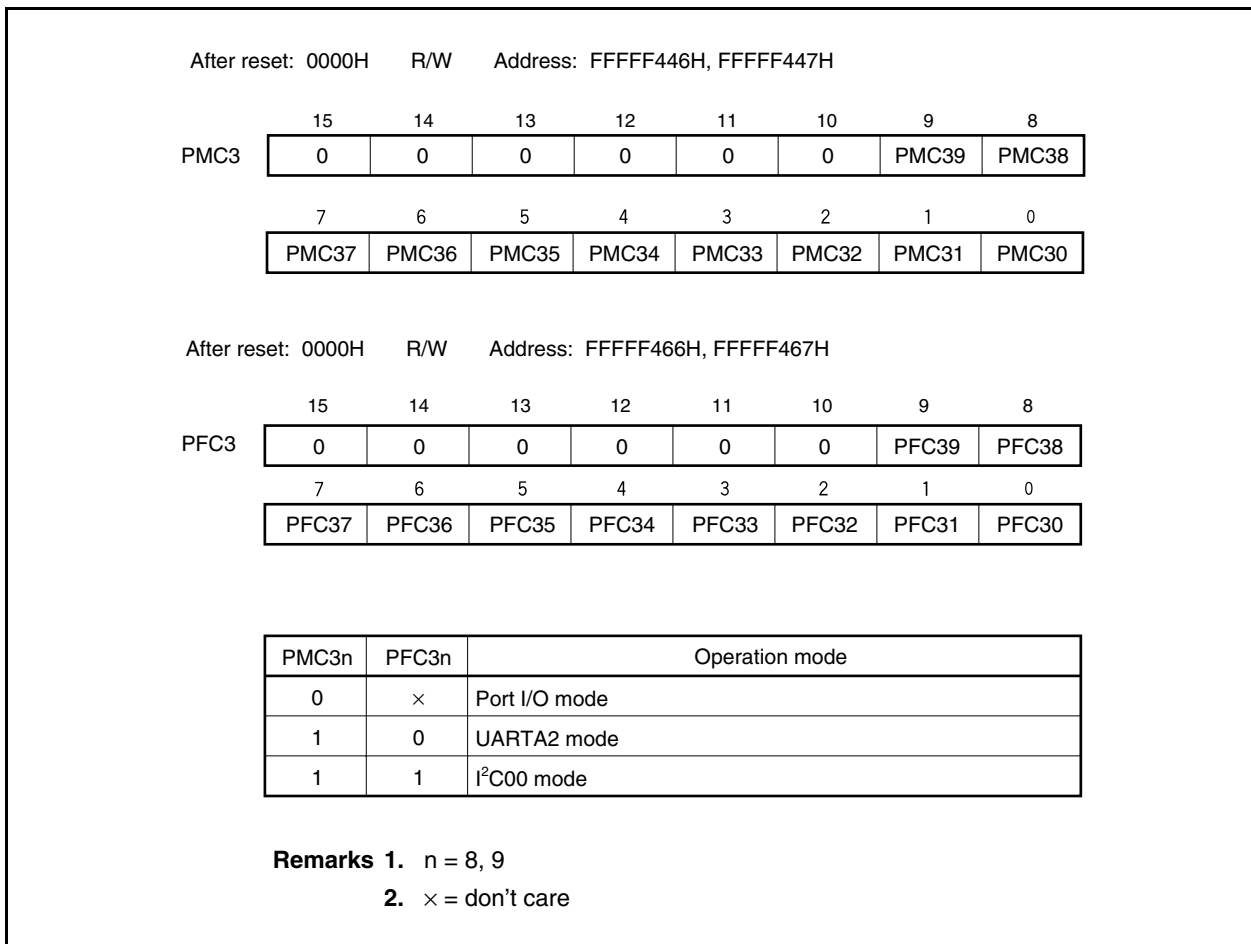 After reset: 0000H R/W Address: FFFFF446H, FFFFF447H
15 14 13 12 11 10 9 8
PMC3 0 0 0 0 0 0 PMC39 PMC38
7 6 5 4 3 2 1 0
PMC37 PMC36 PMC35 PMC34 PMC33 PMC32 PMC31 PMC30
After reset: 0000H R/W Address: FFFFF466H, FFFFF467H
15 14 13 12 11 10 9 8
PFC3 0 0 0 0 0 0 PFC39 PFC38
7 6 5 4 3 2 1 0
PFC37 PFC36 PFC35 PFC34 PFC33 PFC32 PFC31 PFC30
PMC3n PFC3n Operation mode
0 × Port I/O mode
1 0 UARTA2 mode
1 1 I²C00 mode
Remarks 1. n = 8, 9
2. × = don't care